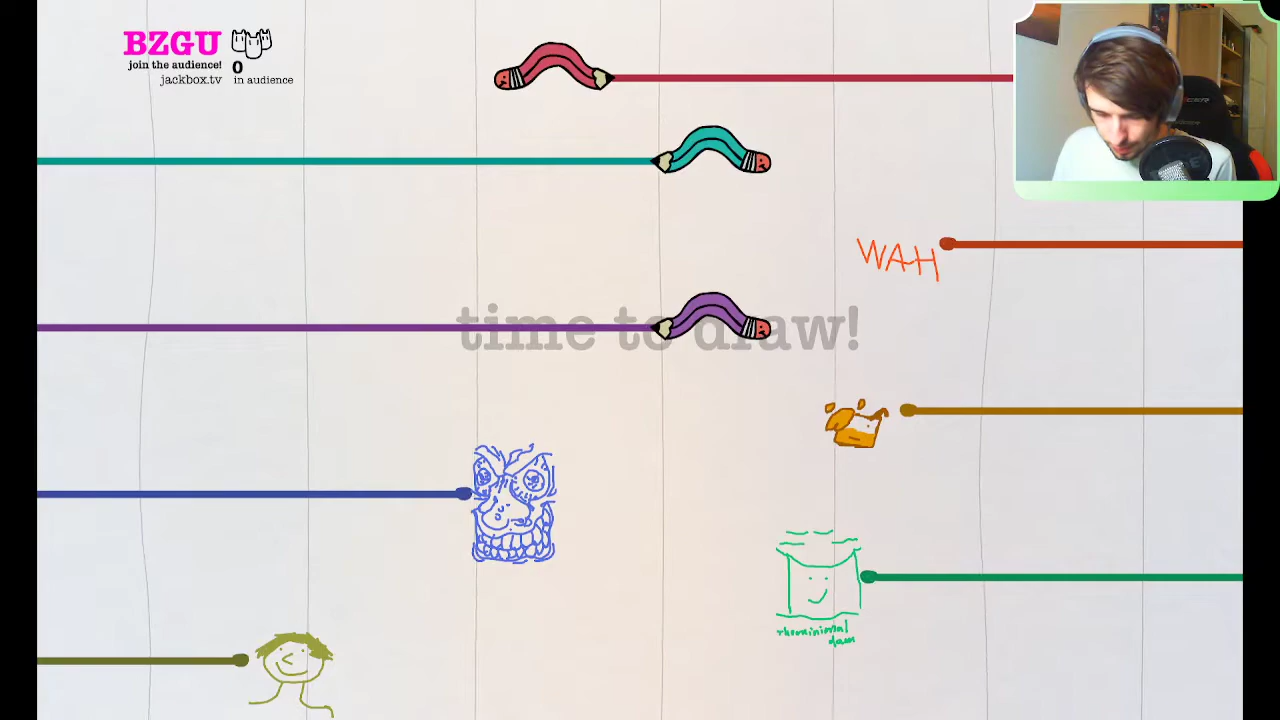 BZGU
join the audience!
jackbox.tv
0
in audience
WAH
time to draw!